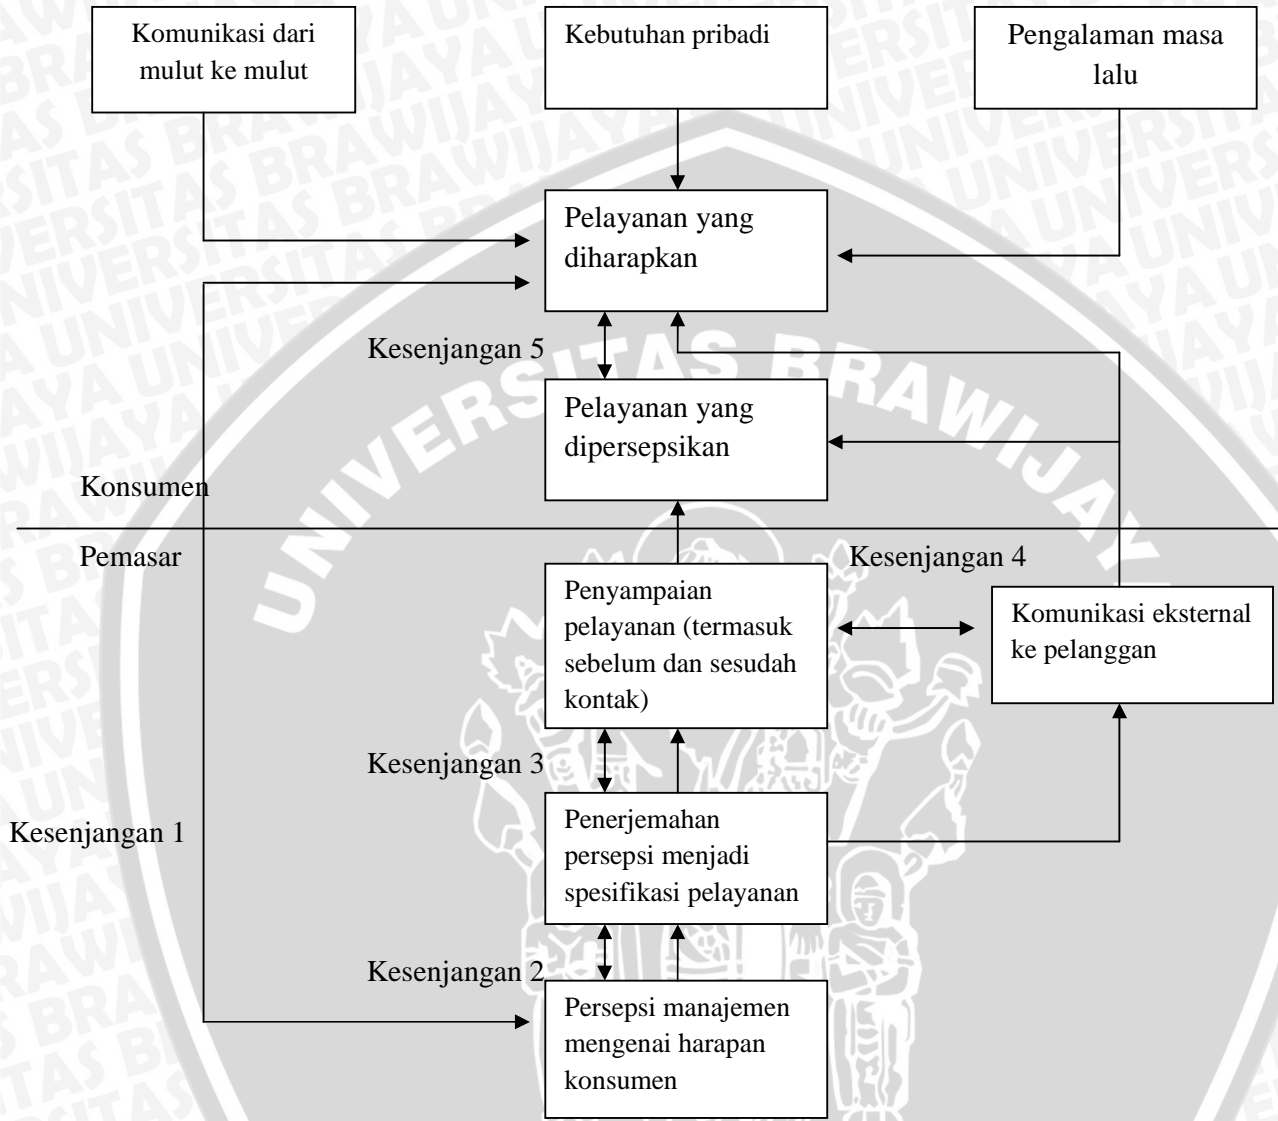 Komunikasi dari
mulut ke mulut
Kebutuhan pribadi
Pengalaman masa
lalu
Pelayanan yang
diharapkan
Kesenjangan 5
Pelayanan yang
dipersepsikan
Konsumen
Pemasar
Kesenjangan 4
Penyampaian
pelayanan (termasuk
sebelum dan sesudah
kontak)
Komunikasi eksternal
ke pelanggan
Kesenjangan 3
Penerjemahan
persepsi menjadi
spesifikasi pelayanan
Kesenjangan 1
Kesenjangan 2
Persepsi manajemen
mengenai harapan
konsumen
UNIVERSITAS BRAWIJAY